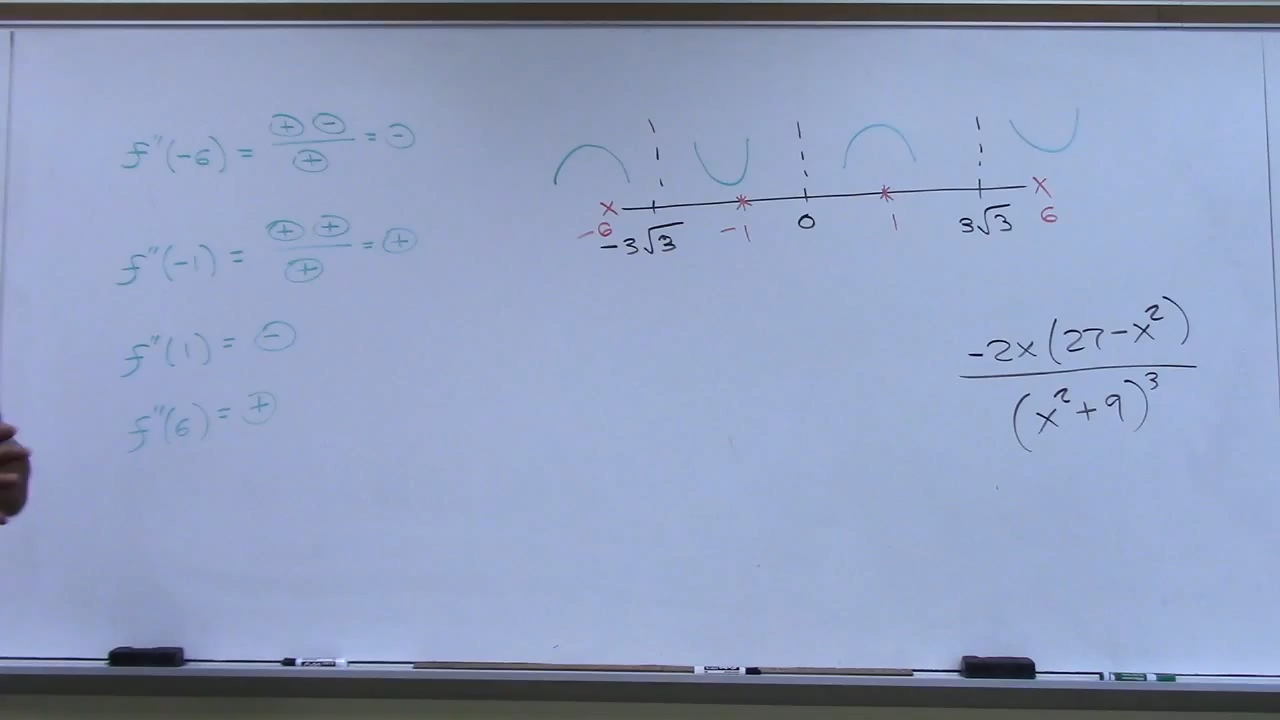 f''(-6) = ⊕ ⊖ / ⊕ = ⊖
f''(-1) = ⊕ ⊕ / ⊕ = ⊕
f''(1) = ⊖
f''(6) = ⊕
x * * x
-6 -3√3 -1 0 1 3√3 6
-2x(27-x²)
(x²+9)³